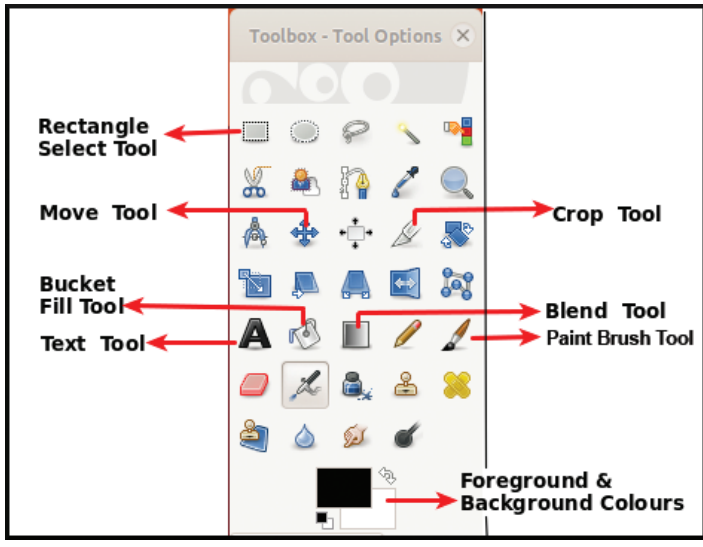 Toolbox - Tool Options
Rectangle
Select Tool
Move Tool
Crop Tool
Bucket
Fill Tool
Blend Tool
Text Tool
Paint Brush Tool
Foreground &
Background Colours